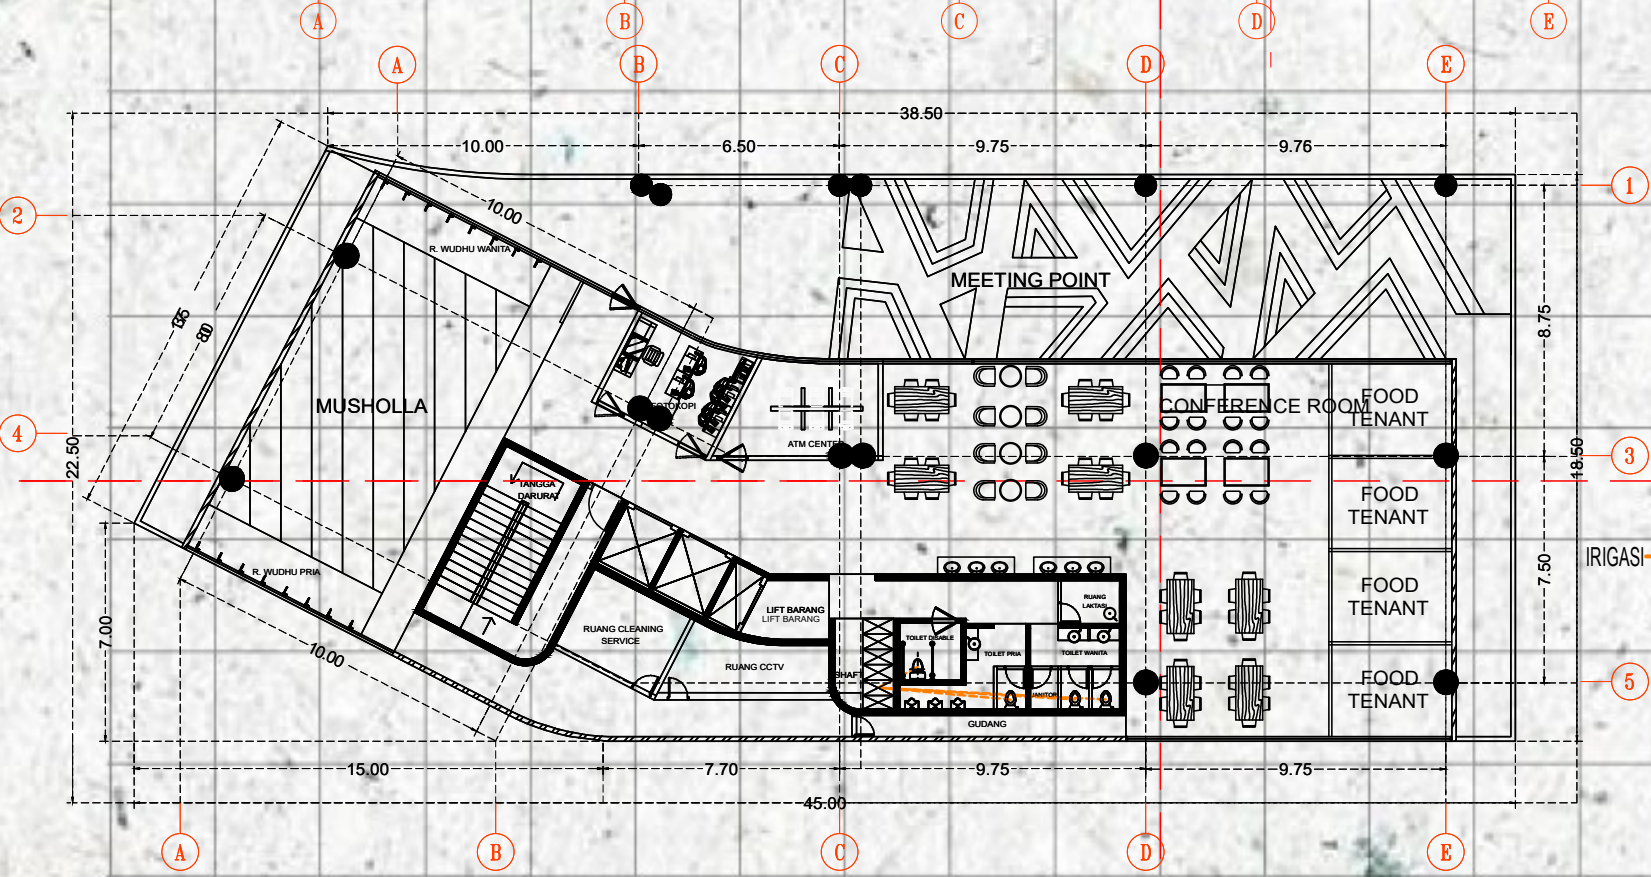 A
B
C
D
E
A
B
C
D
E
38.50
10.00
6.50
9.75
9.76
1
2
10.00
R. WUDHU WANITA
MEETING POINT
8.75
8.00
MUSHOLLA
FOTOKOPI
CONFERENCE ROOM
FOOD
TENANT
4
22.50
ATM CENTER
3
18.50
TANGGA
DARURAT
FOOD
TENANT
IRIGASI
R. WUDHU PRIA
7.50
FOOD
TENANT
RUANG
LAKTASI
LIFT BARANG
LIFT BARANG
7.00
RUANG CLEANING
SERVICE
TOILET DISABLE
TOILET PRIA
TOILET WANITA
10.00
RUANG CCTV
SHAFT
JANITOR
FOOD
TENANT
5
GUDANG
15.00
7.70
9.75
9.75
45.00
A
B
C
D
E